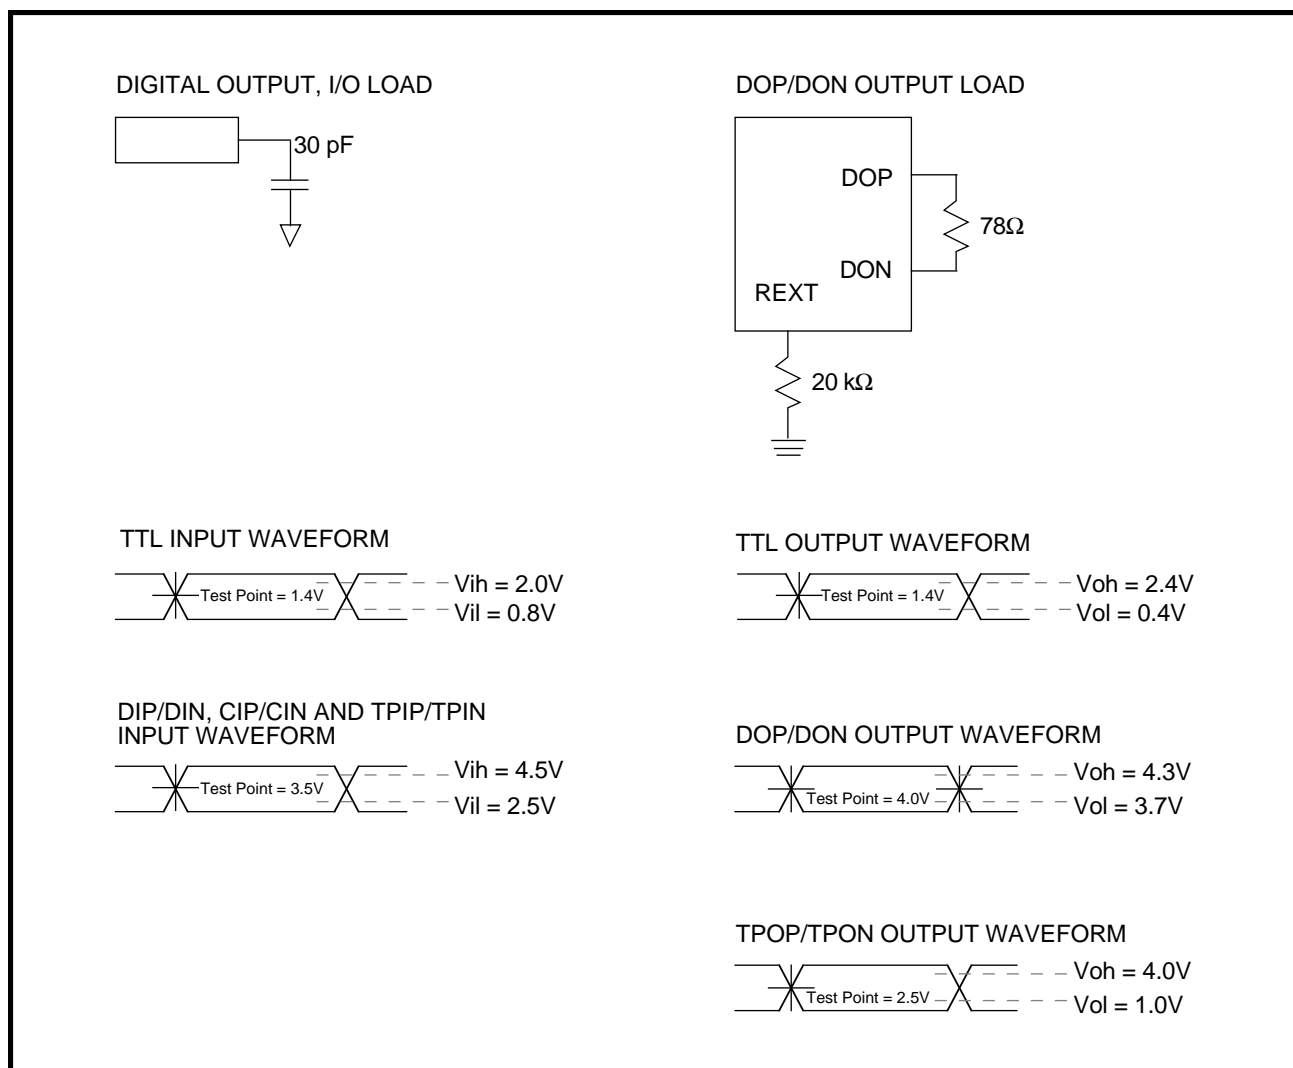 DIGITAL OUTPUT, I/O LOAD
30 pF
DOP/DON OUTPUT LOAD
DOP
78Ω
DON
REXT
20 kΩ
TTL INPUT WAVEFORM
Test Point = 1.4V
Vih = 2.0V
Vil = 0.8V
TTL OUTPUT WAVEFORM
Test Point = 1.4V
Voh = 2.4V
Vol = 0.4V
DIP/DIN, CIP/CIN AND TPIP/TPIN
INPUT WAVEFORM
Test Point = 3.5V
Vih = 4.5V
Vil = 2.5V
DOP/DON OUTPUT WAVEFORM
Test Point = 4.0V
Voh = 4.3V
Vol = 3.7V
TPOP/TPON OUTPUT WAVEFORM
Test Point = 2.5V
Voh = 4.0V
Vol = 1.0V